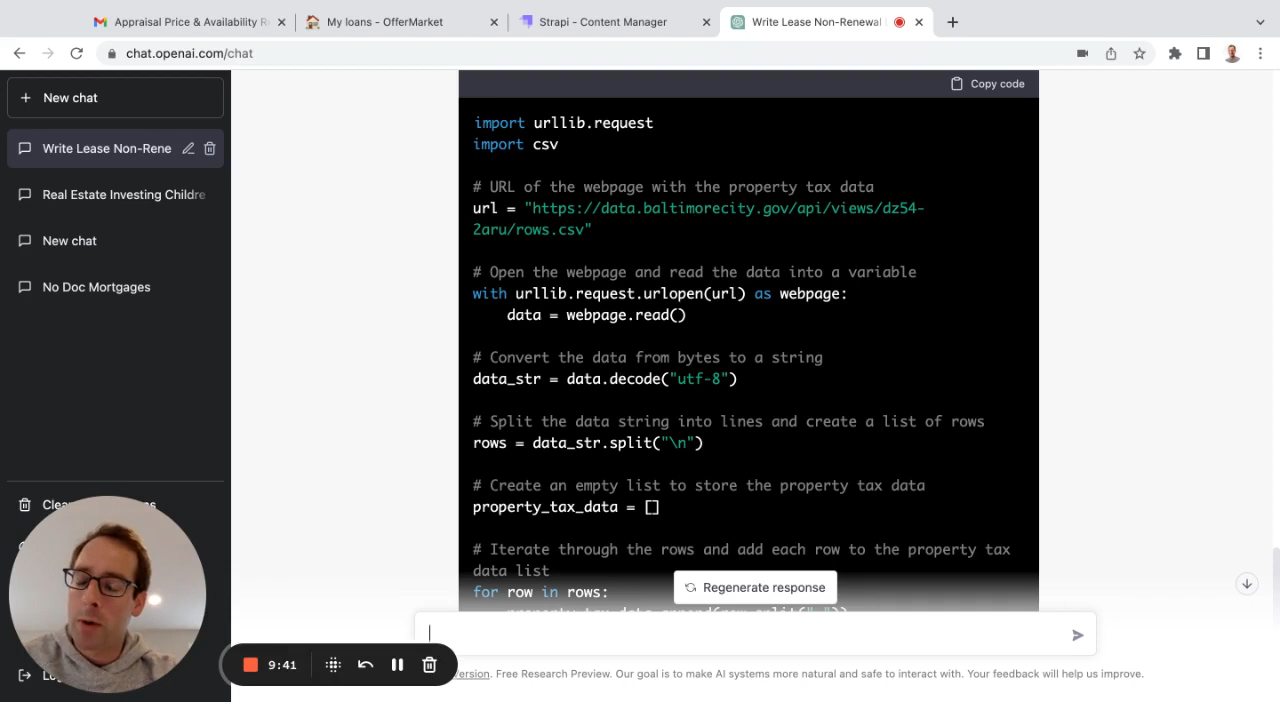 Appraisal Price & Availability R
My loans - OfferMarket
Strapi - Content Manager
Write Lease Non-Renewal
chat.openai.com/chat
New chat
Copy code
Write Lease Non-Rene
Real Estate Investing Childre
New chat
No Doc Mortgages
import urllib.request
import csv
# URL of the webpage with the property tax data
url = "https://data.baltimorecity.gov/api/views/dz54-
2aru/rows.csv"
# Open the webpage and read the data into a variable
with urllib.request.urlopen(url) as webpage:
data = webpage.read()
# Convert the data from bytes to a string
data_str = data.decode("utf-8")
# Split the data string into lines and create a list of rows
rows = data_str.split("\n")
# Create an empty list to store the property tax data
property_tax_data = []
# Iterate through the rows and add each row to the property tax
data list
for row in rows:
property_tax_data.append(row.split(","))
Regenerate response
9:41
version. Free Research Preview. Our goal is to make AI systems more natural and safe to interact with. Your feedback will help us improve.